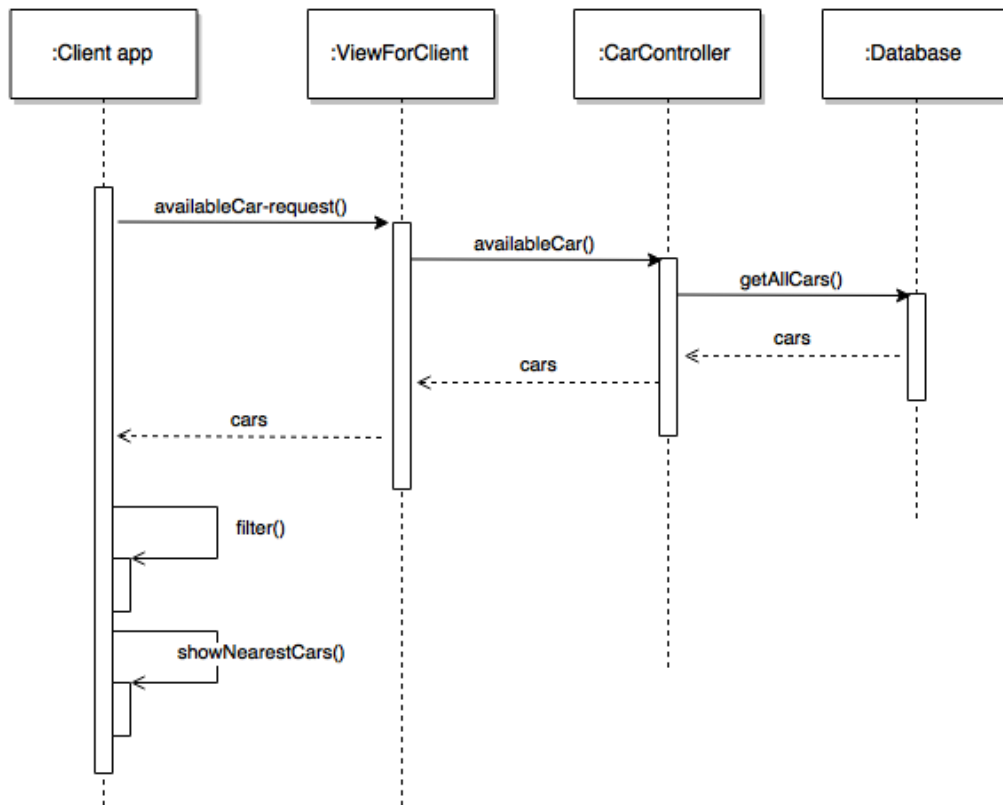 :Client app
:ViewForClient
:CarController
:Database
availableCar-request()
availableCar()
getAllCars()
cars
cars
cars
filter()
showNearestCars()